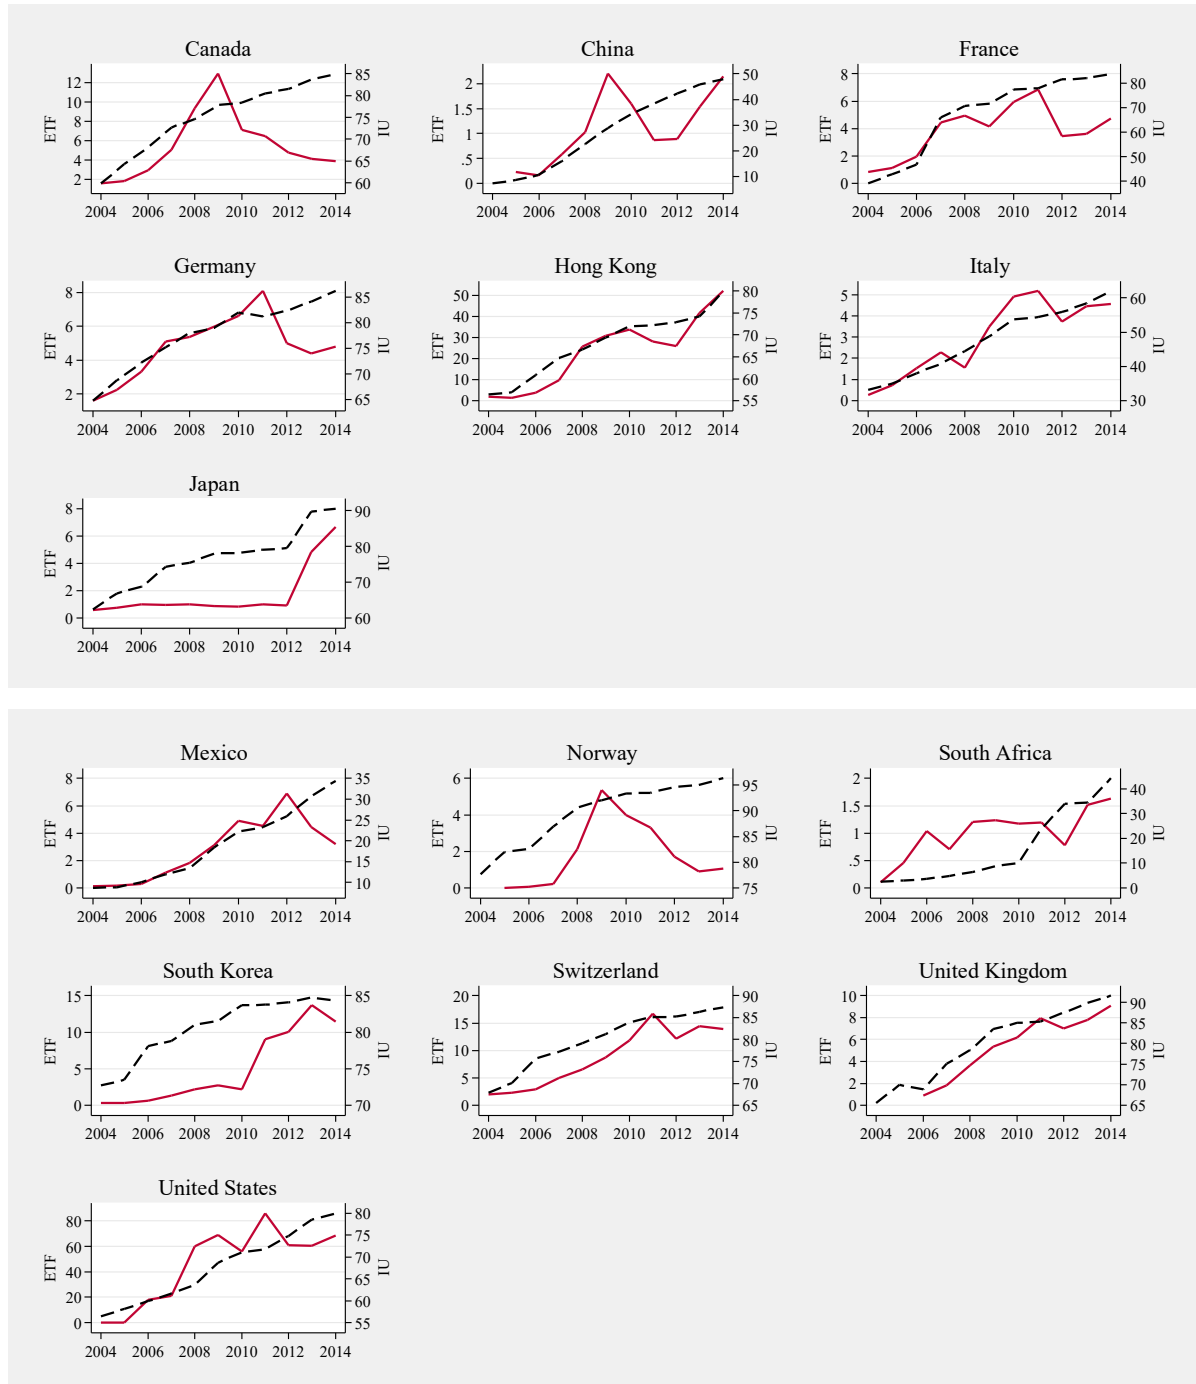 Canada
ETF
12
10
8
6
4
2
85
80
75
70
65
60
IU
2004 2006 2008 2010 2012 2014
China
ETF
2
1.5
1
.5
0
50
40
30
20
10
IU
2004 2006 2008 2010 2012 2014
France
ETF
8
6
4
2
0
80
70
60
50
40
IU
2004 2006 2008 2010 2012 2014
Germany
ETF
8
6
4
2
85
80
75
70
65
IU
2004 2006 2008 2010 2012 2014
Hong Kong
ETF
50
40
30
20
10
0
80
75
70
65
60
55
IU
2004 2006 2008 2010 2012 2014
Italy
ETF
5
4
3
2
1
0
60
50
40
30
IU
2004 2006 2008 2010 2012 2014
Japan
ETF
8
6
4
2
0
90
80
70
60
IU
2004 2006 2008 2010 2012 2014
Mexico
ETF
8
6
4
2
0
35
30
25
20
15
10
IU
2004 2006 2008 2010 2012 2014
Norway
ETF
6
4
2
0
95
90
85
80
75
IU
2004 2006 2008 2010 2012 2014
South Africa
ETF
2
1.5
1
.5
0
40
30
20
10
0
IU
2004 2006 2008 2010 2012 2014
South Korea
ETF
15
10
5
0
85
80
75
70
IU
2004 2006 2008 2010 2012 2014
Switzerland
ETF
20
15
10
5
0
90
85
80
75
70
65
IU
2004 2006 2008 2010 2012 2014
United Kingdom
ETF
10
8
6
4
2
0
90
85
80
75
70
65
IU
2004 2006 2008 2010 2012 2014
United States
ETF
80
60
40
20
0
80
75
70
65
60
55
IU
2004 2006 2008 2010 2012 2014